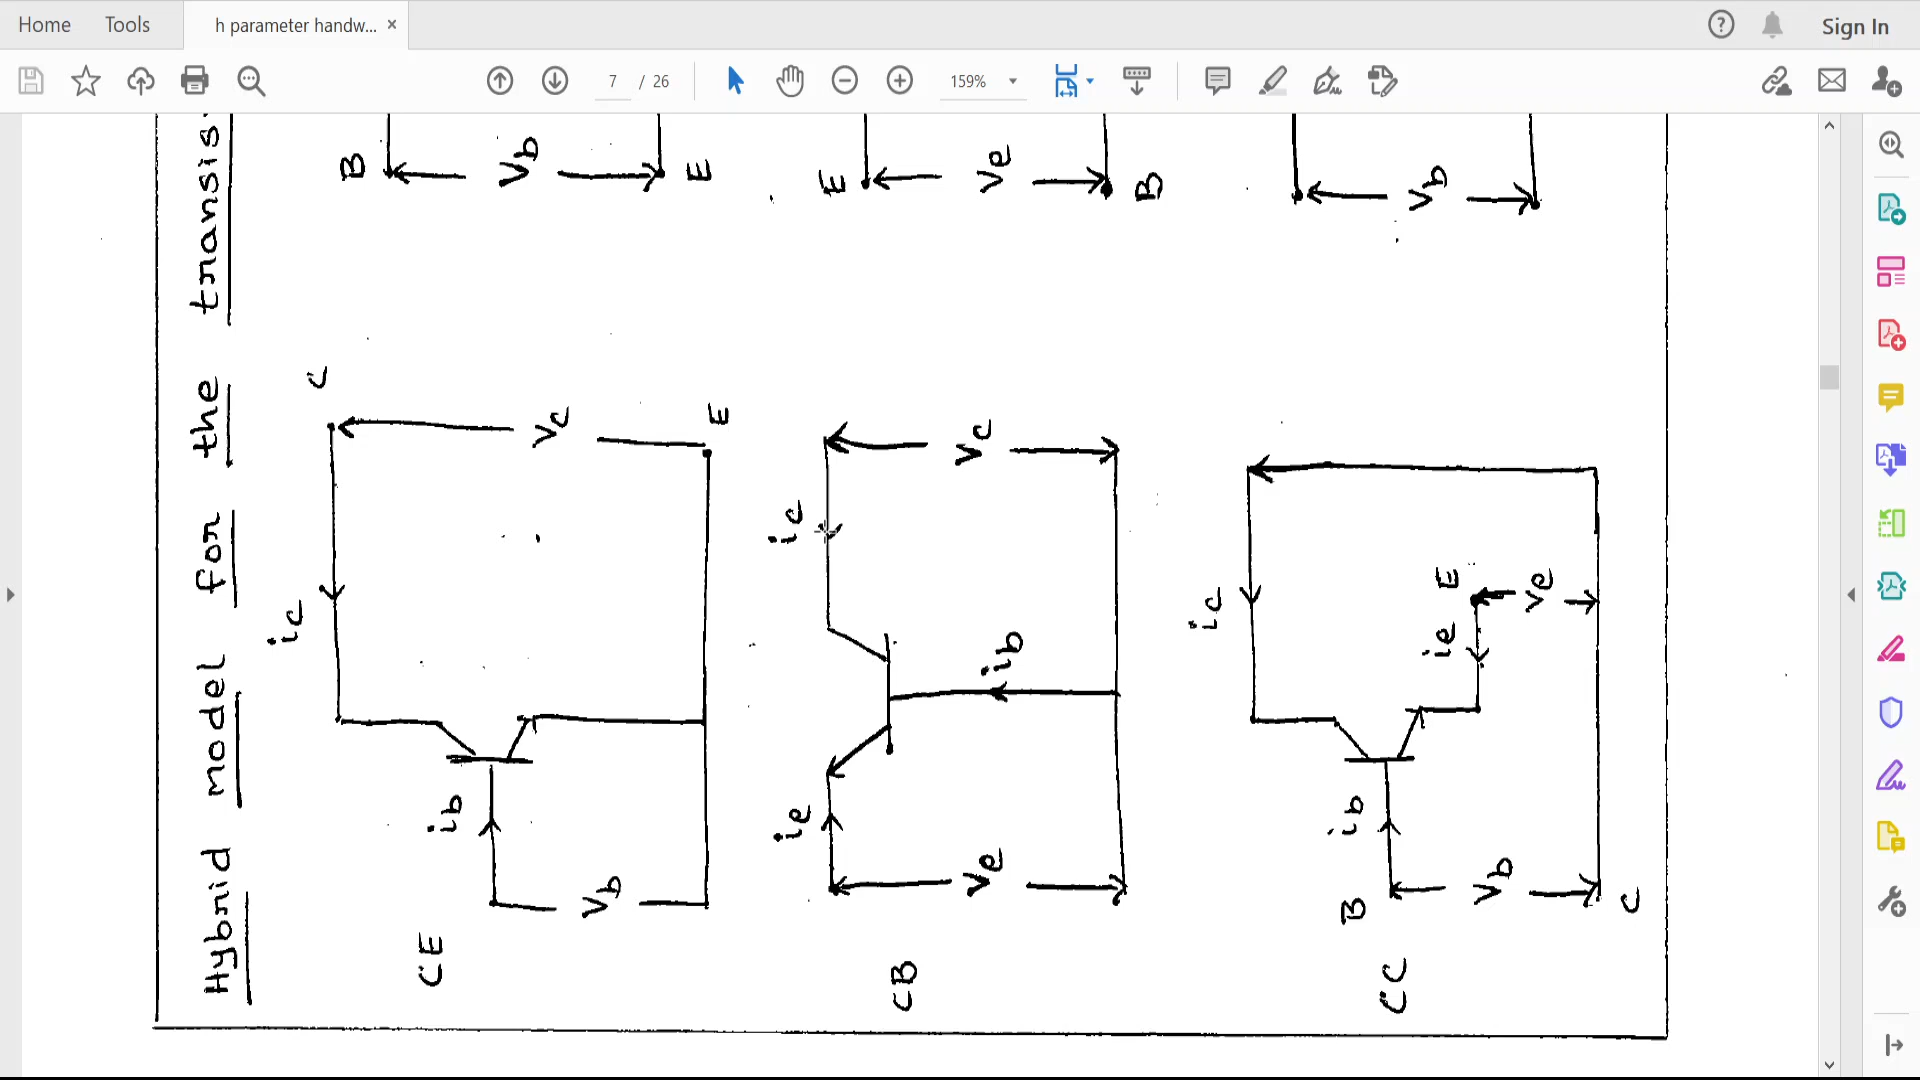 Home Tools h parameter handw... × Sign In
7 / 26 159%
Hybrid model for the transis
B Vb E
E Ve B
Vb
C Vc E
ic
ib
Vb
CE
Vc
ic
ib
ie
Ve
CB
ic
E Ve
ie
ib
B Vb C
CC